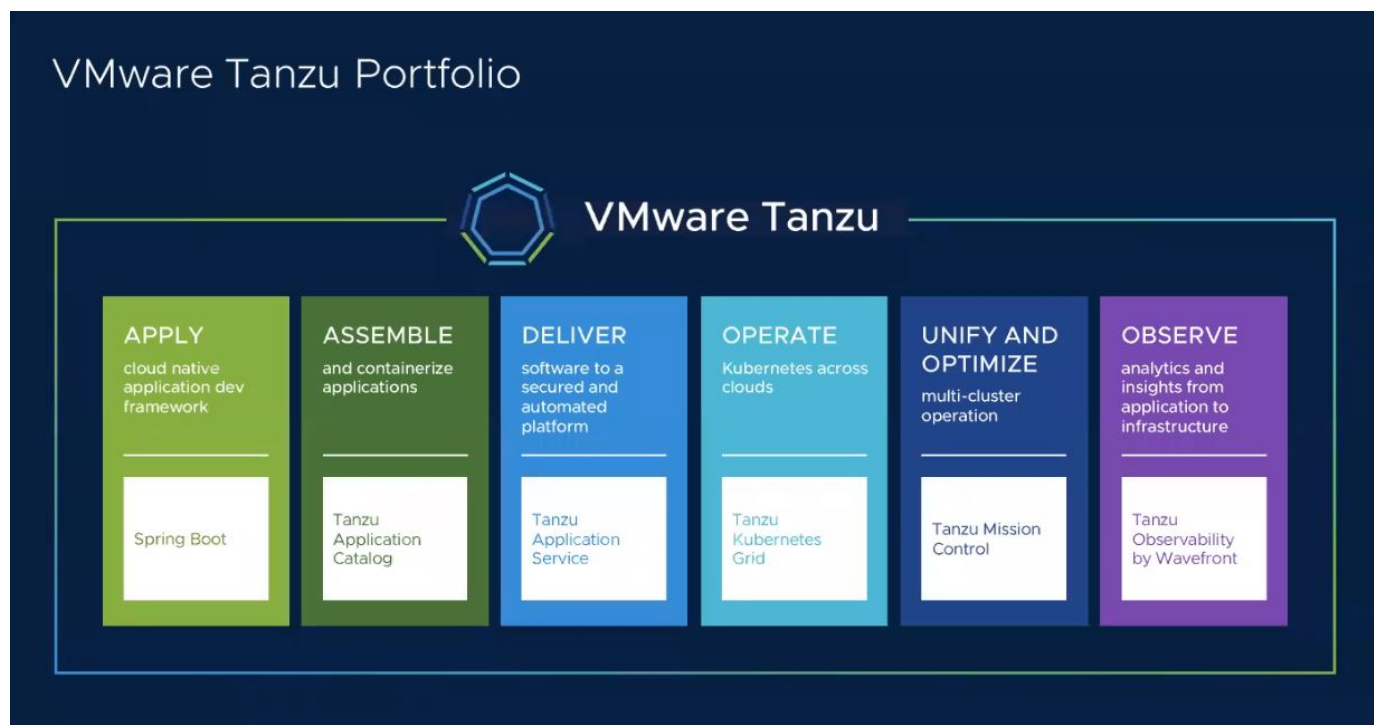 VMware Tanzu Portfolio
VMware Tanzu
APPLY
cloud native
application dev
framework
Spring Boot
ASSEMBLE
and containerize
applications
Tanzu
Application
Catalog
DELIVER
software to a
secured and
automated
platform
Tanzu
Application
Service
OPERATE
Kubernetes across
clouds
Tanzu
Kubernetes
Grid
UNIFY AND
OPTIMIZE
multi-cluster
operation
Tanzu Mission
Control
OBSERVE
analytics and
insights from
application to
infrastructure
Tanzu
Observability
by Wavefront